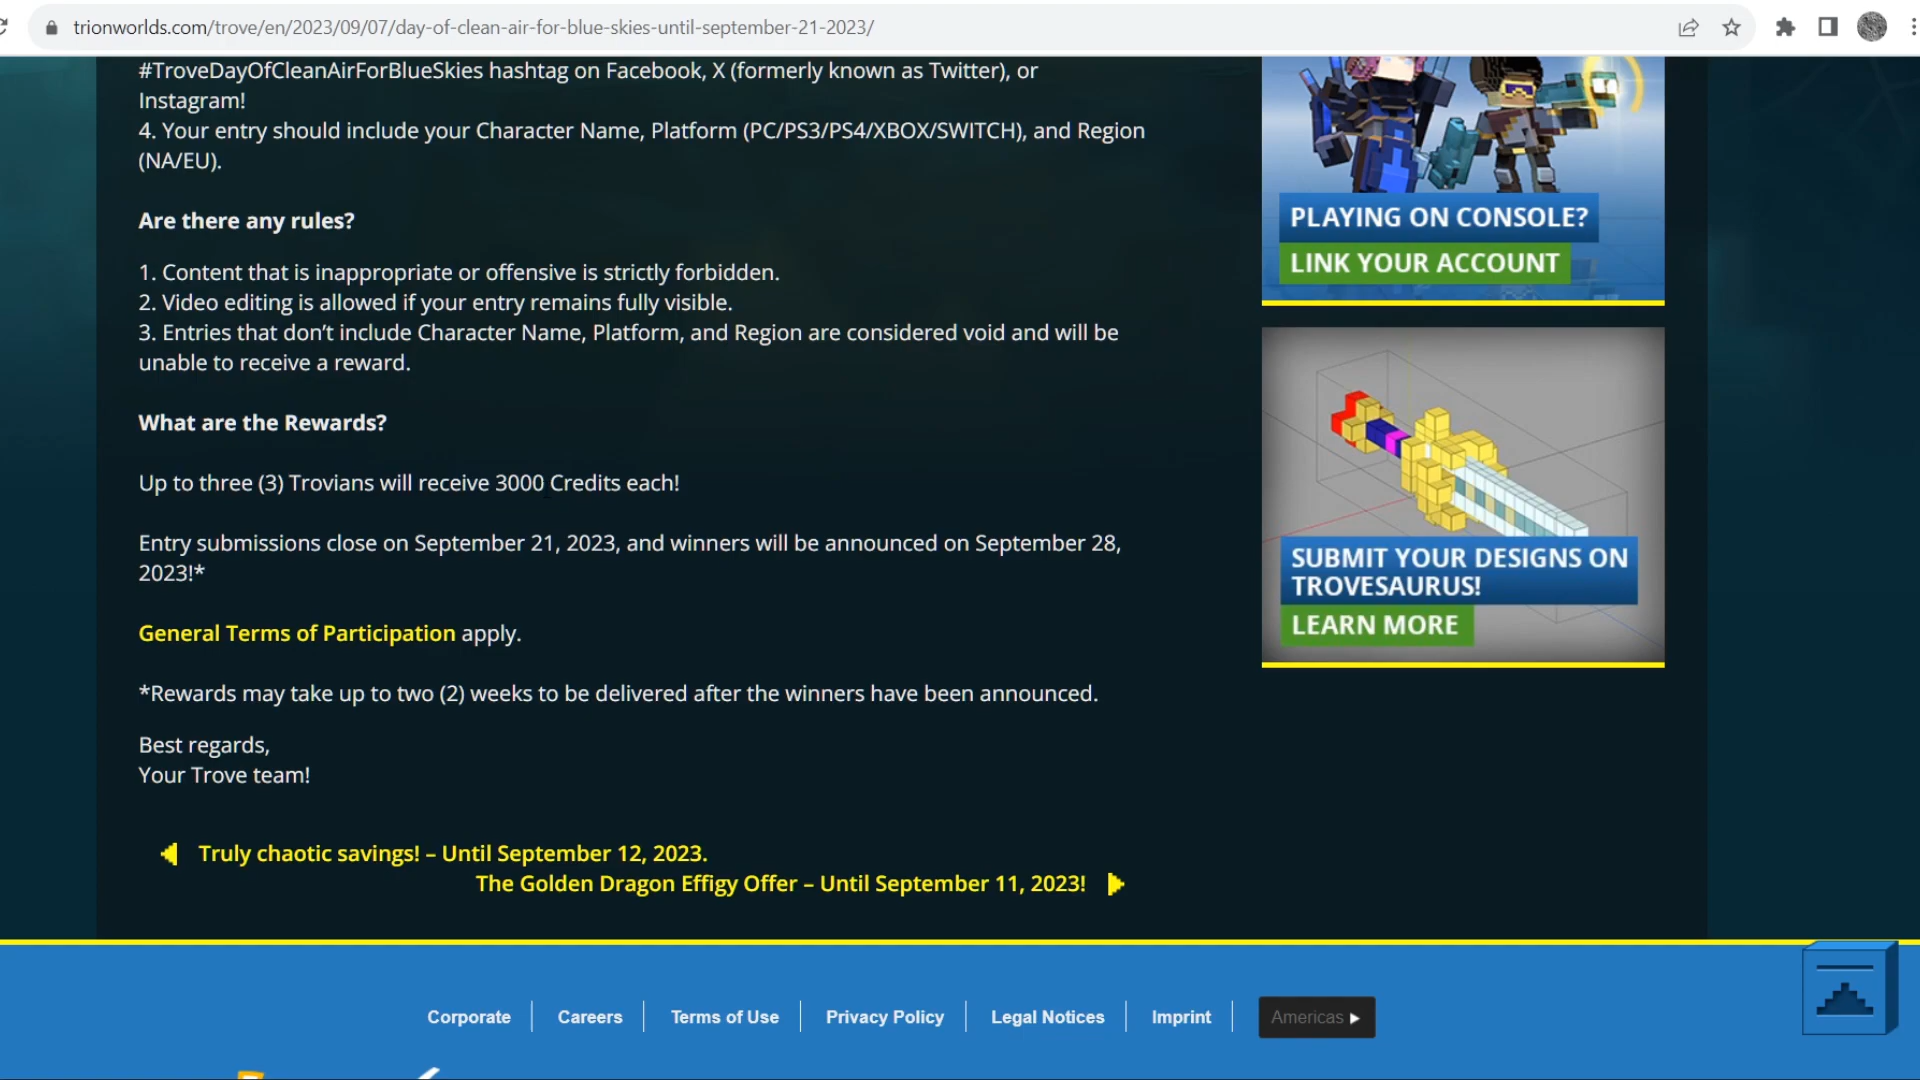 trionworlds.com/trove/en/2023/09/07/day-of-clean-air-for-blue-skies-until-september-21-2023/
#TroveDayOfCleanAirForBlueSkies hashtag on Facebook, X (formerly known as Twitter), or
Instagram!
4. Your entry should include your Character Name, Platform (PC/PS3/PS4/XBOX/SWITCH), and Region
(NA/EU).
Are there any rules?
1. Content that is inappropriate or offensive is strictly forbidden.
2. Video editing is allowed if your entry remains fully visible.
3. Entries that don’t include Character Name, Platform, and Region are considered void and will be
unable to receive a reward.
What are the Rewards?
Up to three (3) Trovians will receive 3000 Credits each!
Entry submissions close on September 21, 2023, and winners will be announced on September 28,
2023!*
General Terms of Participation apply.
*Rewards may take up to two (2) weeks to be delivered after the winners have been announced.
Best regards,
Your Trove team!
Truly chaotic savings! – Until September 12, 2023.
The Golden Dragon Effigy Offer – Until September 11, 2023!
PLAYING ON CONSOLE?
LINK YOUR ACCOUNT
SUBMIT YOUR DESIGNS ON
TROVESAURUS!
LEARN MORE
Corporate
Careers
Terms of Use
Privacy Policy
Legal Notices
Imprint
Americas